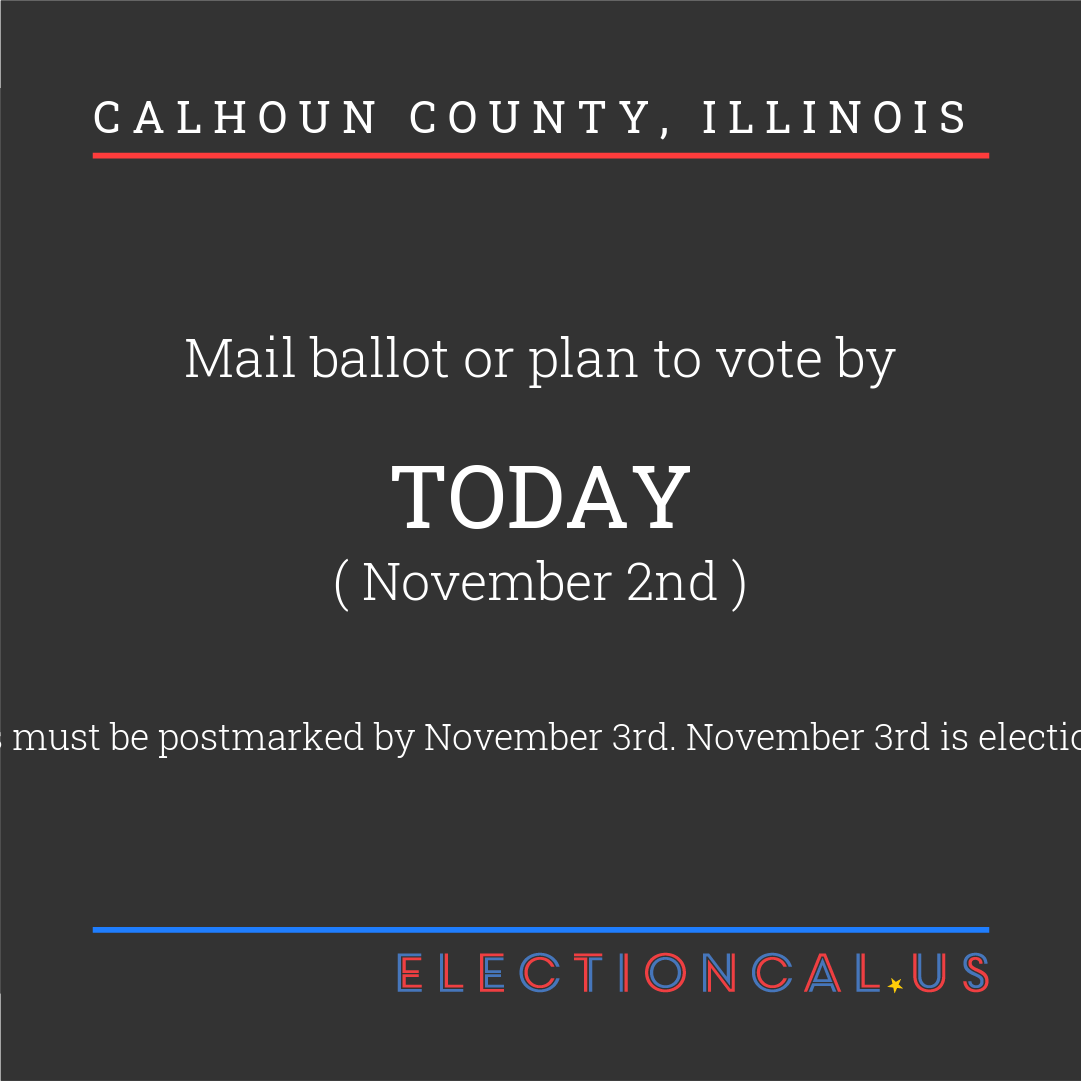 CALHOUN COUNTY, ILLINOIS
Mail ballot or plan to vote by
TODAY
( November 2nd )
must be postmarked by November 3rd. November 3rd is
ELECTIONCAL.US